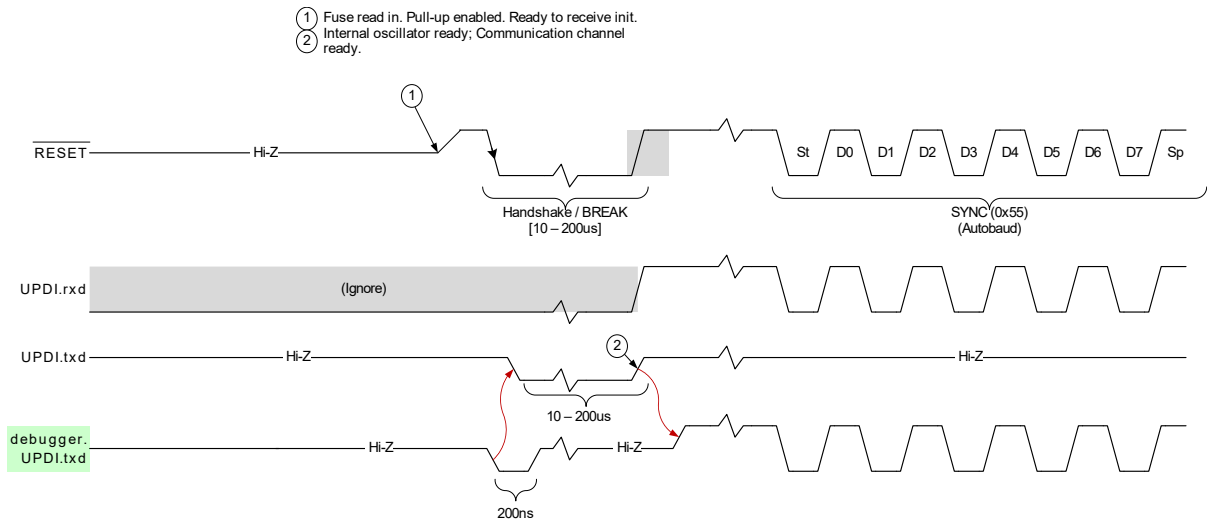 1 Fuse read in. Pull-up enabled. Ready to receive init.
2 Internal oscillator ready; Communication channel
ready.
1
RESET Hi-Z St D0 D1 D2 D3 D4 D5 D6 D7 Sp
Handshake / BREAK
[10 – 200us]
SYNC (0x55)
(Autobaud)
UPDI.rxd (Ignore)
2
UPDI.txd Hi-Z Hi-Z
10 – 200us
debugger.
UPDI.txd Hi-Z Hi-Z
200ns